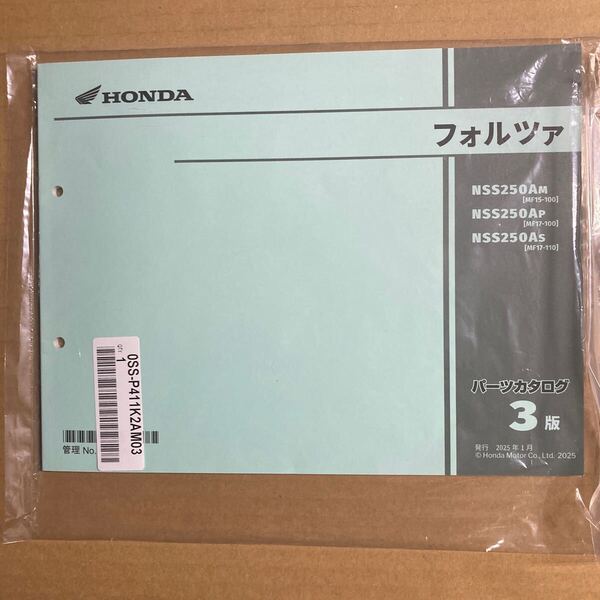 HONDA
フォルツァ
NSS250AM
[MF15-100]
NSS250AP
[MF17-100]
NSS250AS
[MF17-110]
パーツカタログ
3版
発行 2025年1月
© Honda Motor Co., Ltd. 2025
管理 No.
QTY
1
0SS-P411K2AM03